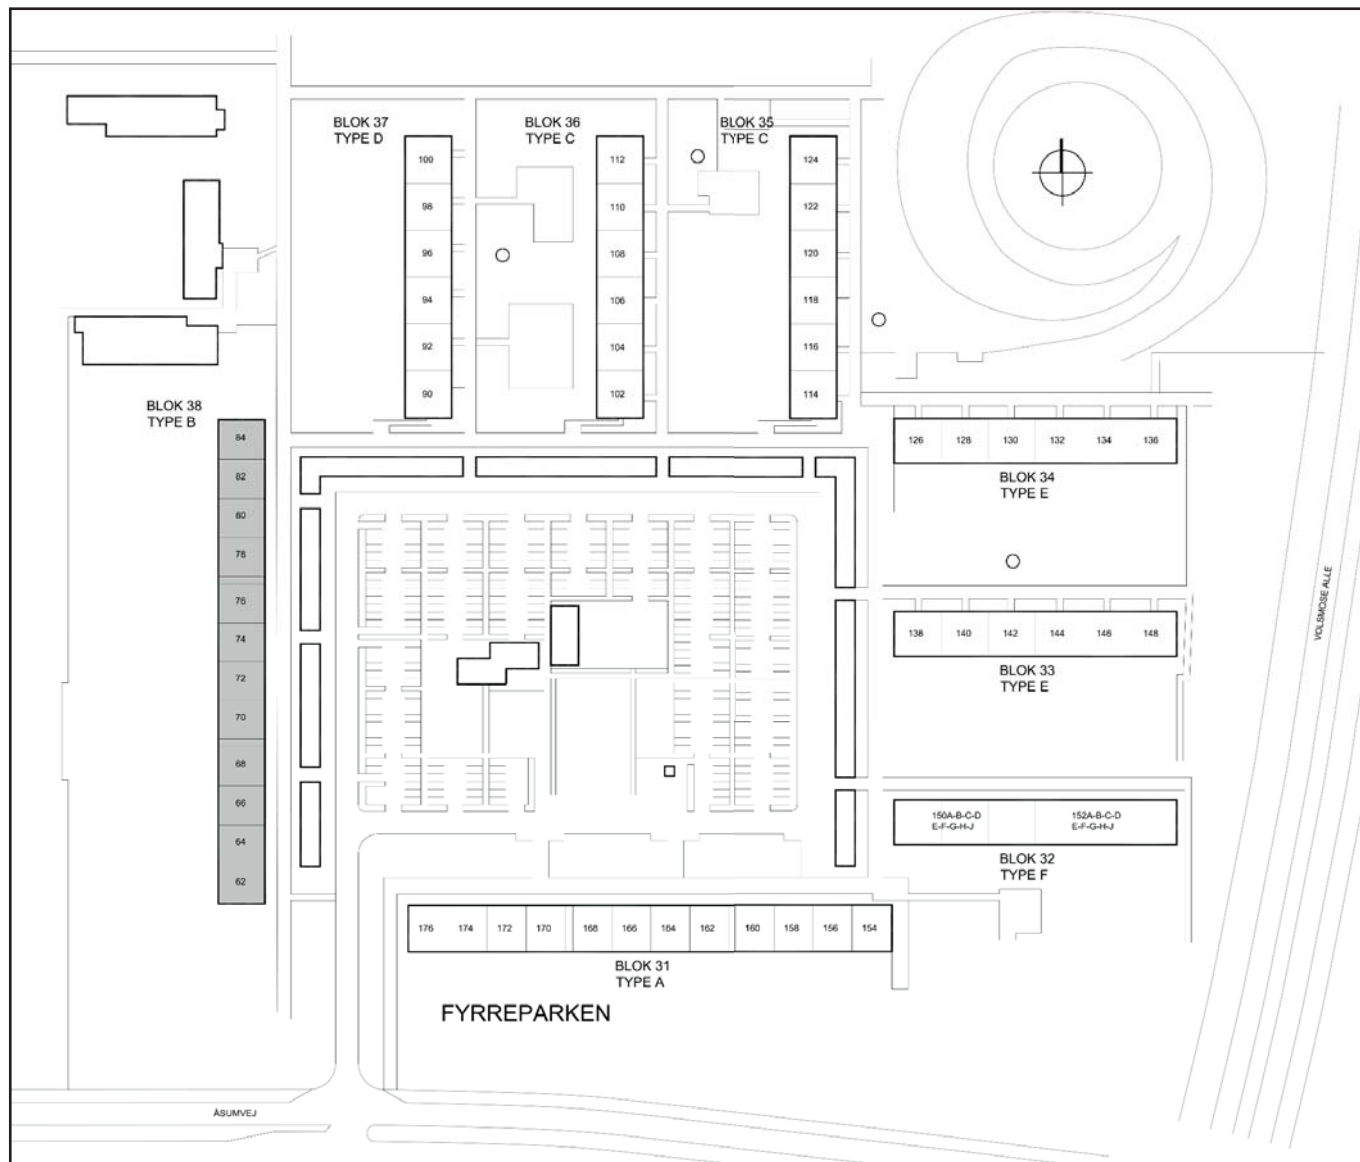 BLOK 37
TYPE D
BLOK 36
TYPE C
BLOK 35
TYPE C
100
98
96
94
92
90
112
110
108
106
104
102
124
122
120
118
116
114
BLOK 38
TYPE B
84
82
80
78
76
74
72
70
68
66
64
62
126 128 130 132 134 136
BLOK 34
TYPE E
138 140 142 144 146 148
BLOK 33
TYPE E
150A-B-C-D
E-F-G-H-J
152A-B-C-D
E-F-G-H-J
BLOK 32
TYPE F
176 174 172 170 168 166 164 162 160 158 156 154
BLOK 31
TYPE A
FYRREPARKEN
VOLSMOSE ALLE
ÅSUMVEJ